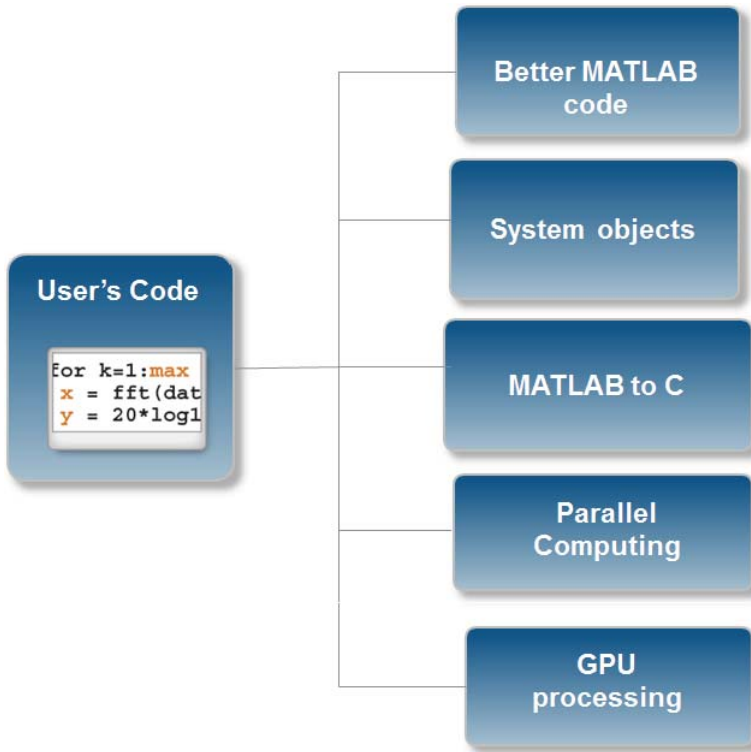 Better MATLAB
code
System objects
User's Code
for k=1:max
x = fft(dat
y = 20*log1
MATLAB to C
Parallel
Computing
GPU
processing